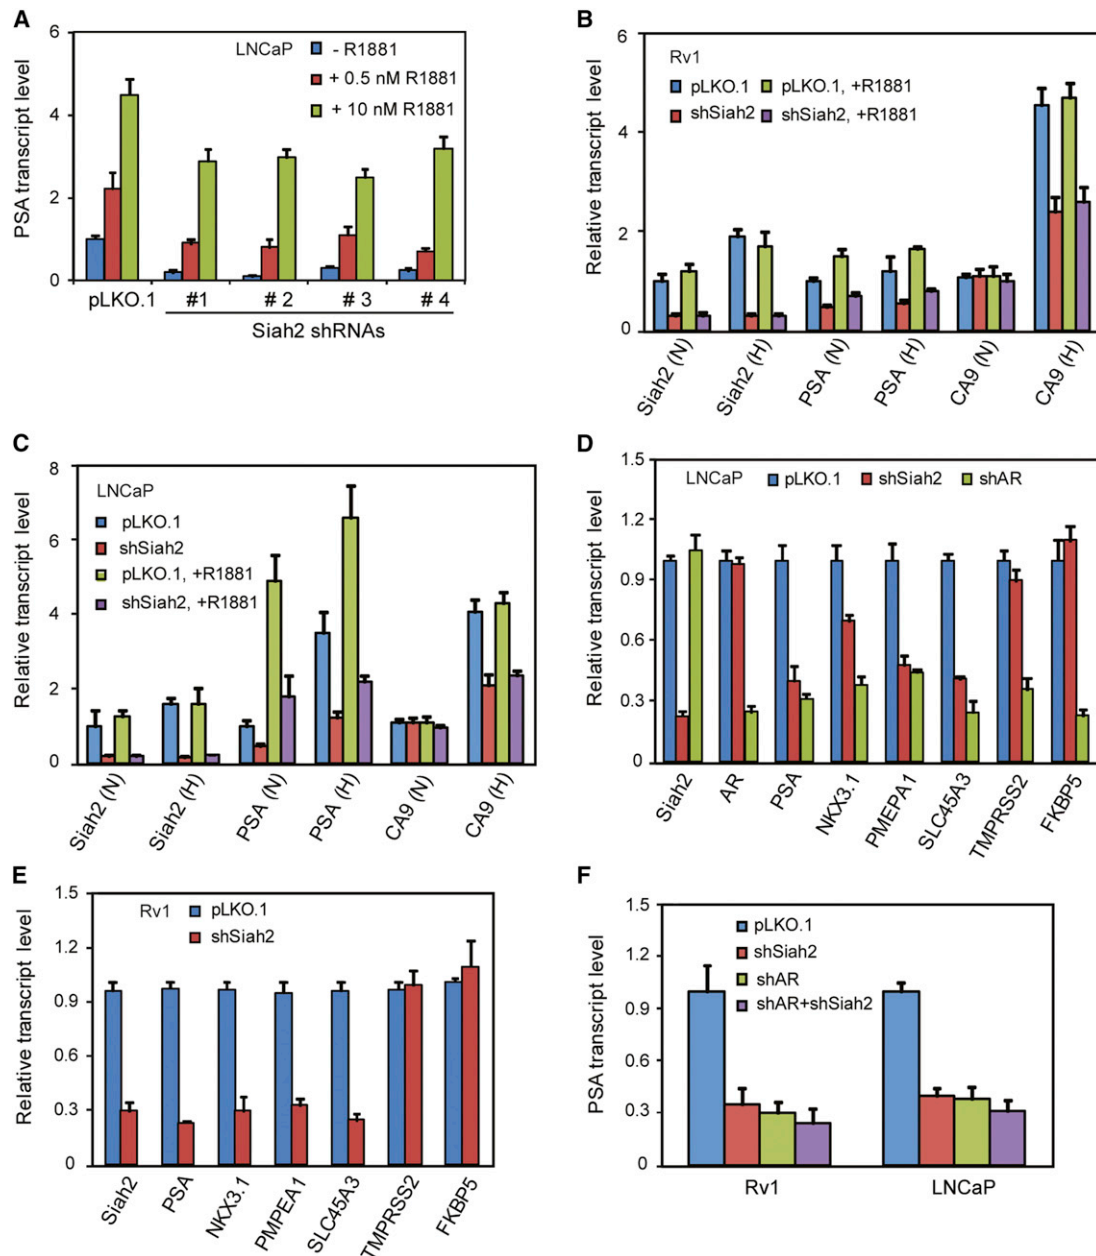 A
PSA transcript level
6
4
2
0
LNCaP
- R1881
+ 0.5 nM R1881
+ 10 nM R1881
pLKO.1
#1
# 2
# 3
# 4
Siah2 shRNAs
B
Relative transcript level
6
4
2
0
Rv1
pLKO.1
pLKO.1, +R1881
shSiah2
shSiah2, +R1881
Siah2 (N)
Siah2 (H)
PSA (N)
PSA (H)
CA9 (N)
CA9 (H)
C
Relative transcript level
8
6
4
2
0
LNCaP
pLKO.1
shSiah2
pLKO.1, +R1881
shSiah2, +R1881
Siah2 (N)
Siah2 (H)
PSA (N)
PSA (H)
CA9 (N)
CA9 (H)
D
Relative transcript level
1.5
1.2
0.9
0.6
0.3
0
LNCaP
pLKO.1
shSiah2
shAR
Siah2
AR
PSA
NKX3.1
PMEPA1
SLC45A3
TMPRSS2
FKBP5
E
Relative transcript level
1.5
1.2
0.9
0.6
0.3
0
Rv1
pLKO.1
shSiah2
Siah2
PSA
NKX3.1
PMPEA1
SLC45A3
TMPRSS2
FKBP5
F
PSA transcript level
1.5
1.2
0.9
0.6
0.3
0
pLKO.1
shSiah2
shAR
shAR+shSiah2
Rv1
LNCaP